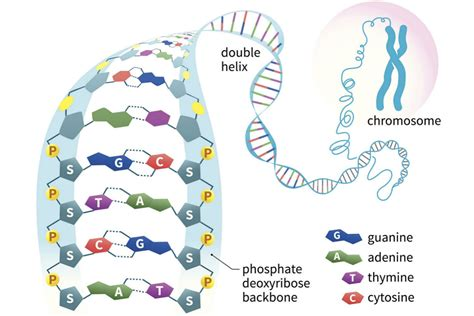 double
helix
chromosome
P
P
S G C S
P
P
S T A S
P
P
S C G S
P
P
S A T S
phosphate
deoxyribose
backbone
G guanine
A adenine
T thymine
C cytosine